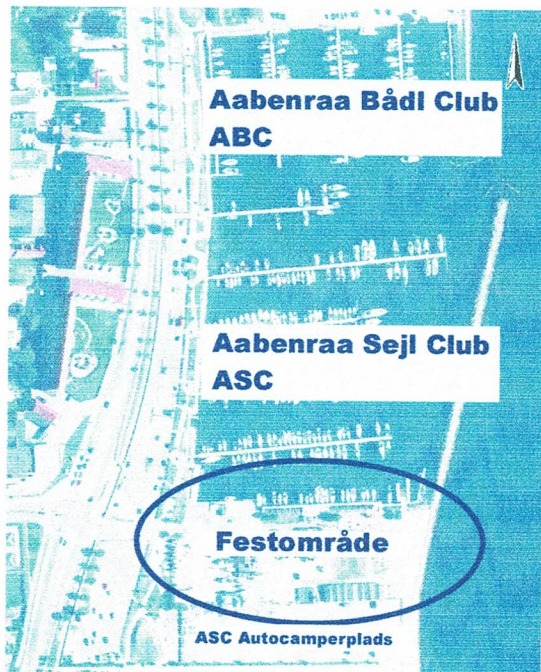 Aabenraa Bådl Club
ABC
Aabenraa Sejl Club
ASC
Festområde
ASC Autocamperplads